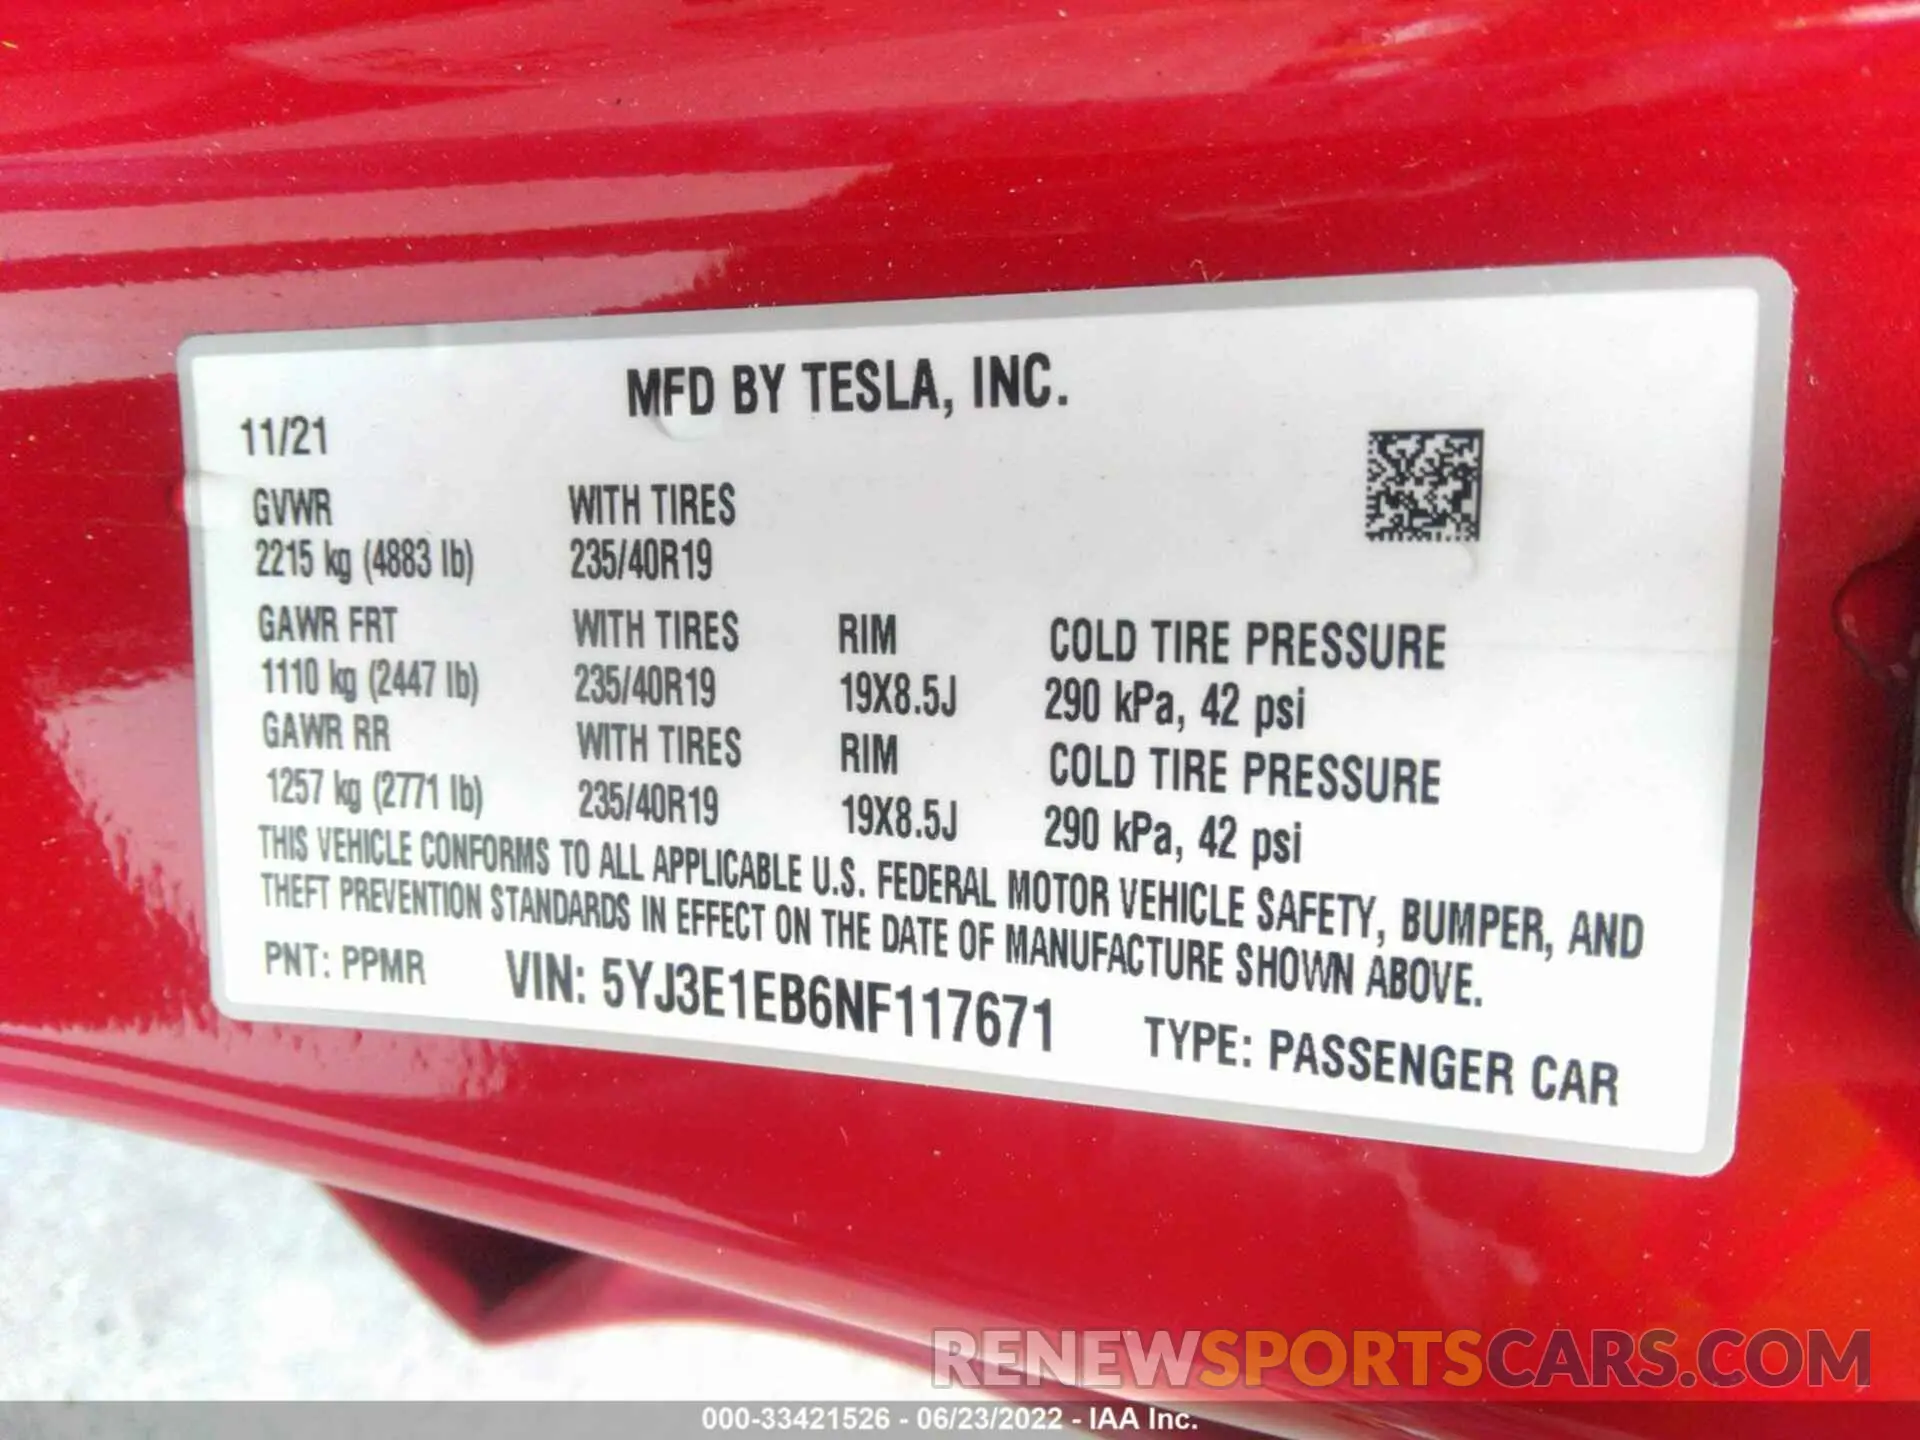 MFD BY TESLA, INC.
11/21
GVWR WITH TIRES
2215 kg (4883 lb) 235/40R19
GAWR FRT WITH TIRES RIM COLD TIRE PRESSURE
1110 kg (2447 lb) 235/40R19 19X8.5J 290 kPa, 42 psi
GAWR RR WITH TIRES RIM COLD TIRE PRESSURE
1257 kg (2771 lb) 235/40R19 19X8.5J 290 kPa, 42 psi
THIS VEHICLE CONFORMS TO ALL APPLICABLE U.S. FEDERAL MOTOR VEHICLE SAFETY, BUMPER, AND
THEFT PREVENTION STANDARDS IN EFFECT ON THE DATE OF MANUFACTURE SHOWN ABOVE.
PNT: PPMR VIN: 5YJ3E1EB6NF117671 TYPE: PASSENGER CAR
RENEWSPORTSCARS.COM
000-33421526 - 06/23/2022 - IAA Inc.